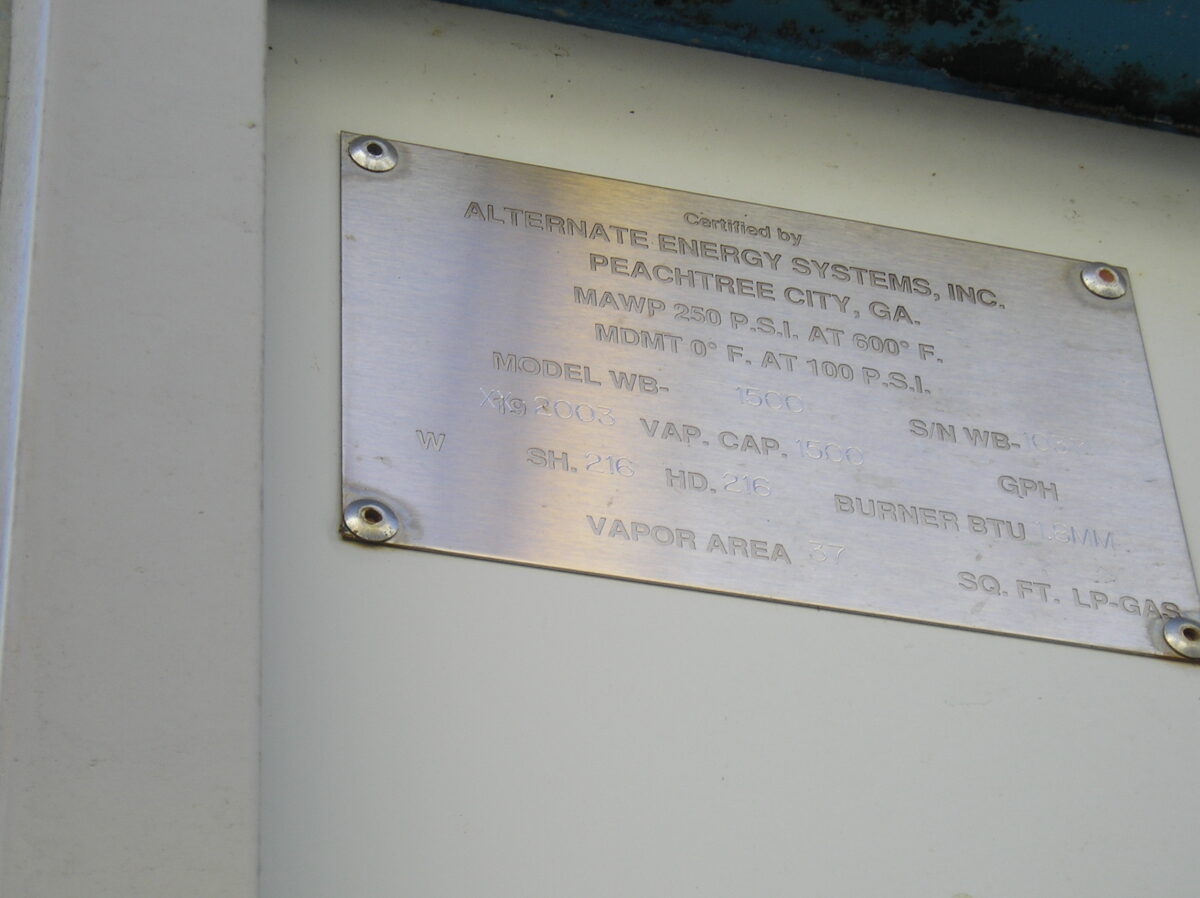 Certified by
ALTERNATE ENERGY SYSTEMS, INC.
PEACHTREE CITY, GA.
MAWP 250 P.S.I. AT 600° F.
MDMT 0° F. AT 100 P.S.I.
MODEL WB- 1500 S/N WB-
19 2003 VAP. CAP. 1500 GPH
W SH. 216 HD. 216 BURNER BTU
VAPOR AREA 37 SQ. FT. LP-GAS